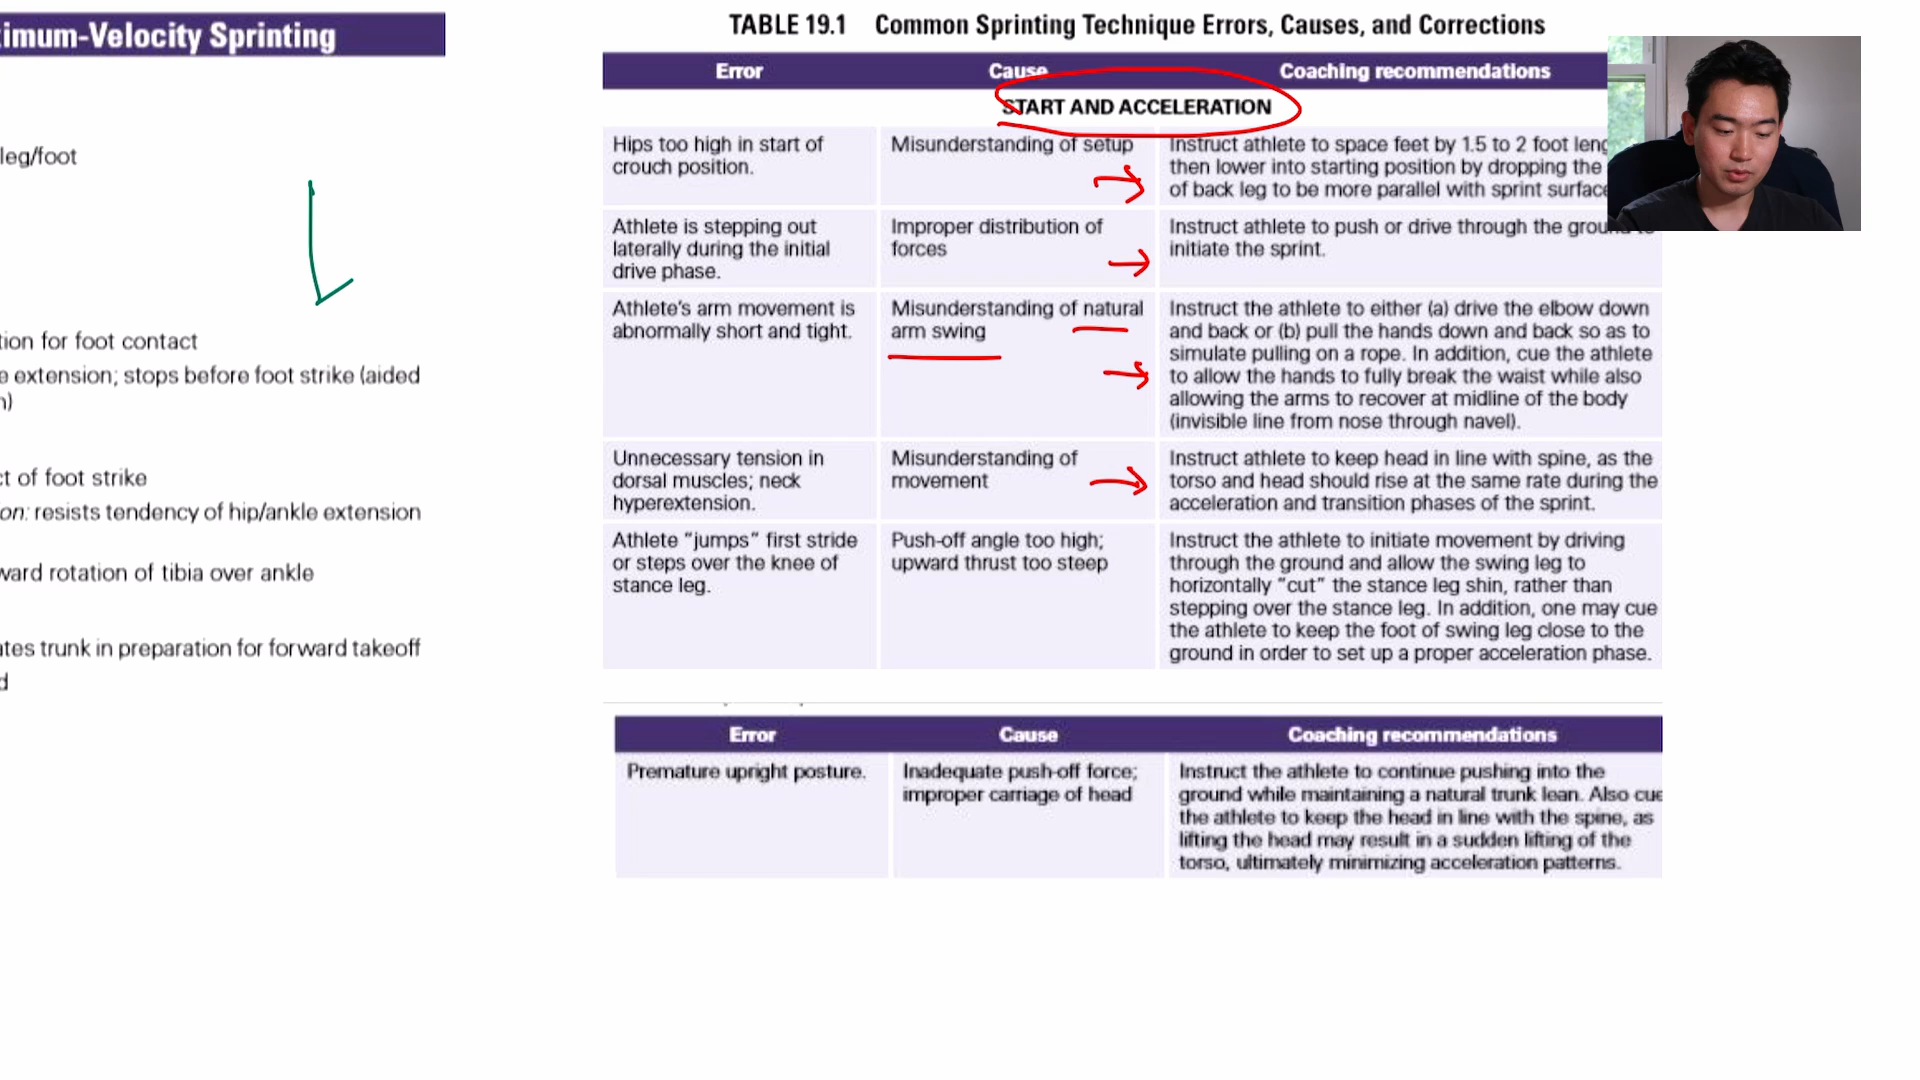 imum-Velocity Sprinting
leg/foot
tion for foot contact
e extension; stops before foot strike (aided
n)
ct of foot strike
on: resists tendency of hip/ankle extension
ward rotation of tibia over ankle
ates trunk in preparation for forward takeoff
d
TABLE 19.1 Common Sprinting Technique Errors, Causes, and Corrections
Error Cause Coaching recommendations
START AND ACCELERATION
Hips too high in start of
crouch position.
Misunderstanding of setup
Instruct athlete to space feet by 1.5 to 2 foot leng
then lower into starting position by dropping the
of back leg to be more parallel with sprint surface
Athlete is stepping out
laterally during the initial
drive phase.
Improper distribution of
forces
Instruct athlete to push or drive through the ground to
initiate the sprint.
Athlete's arm movement is
abnormally short and tight.
Misunderstanding of natural
arm swing
Instruct the athlete to either (a) drive the elbow down
and back or (b) pull the hands down and back so as to
simulate pulling on a rope. In addition, cue the athlete
to allow the hands to fully break the waist while also
allowing the arms to recover at midline of the body
(invisible line from nose through navel).
Unnecessary tension in
dorsal muscles; neck
hyperextension.
Misunderstanding of
movement
Instruct athlete to keep head in line with spine, as the
torso and head should rise at the same rate during the
acceleration and transition phases of the sprint.
Athlete "jumps" first stride
or steps over the knee of
stance leg.
Push-off angle too high;
upward thrust too steep
Instruct the athlete to initiate movement by driving
through the ground and allow the swing leg to
horizontally "cut" the stance leg shin, rather than
stepping over the stance leg. In addition, one may cue
the athlete to keep the foot of swing leg close to the
ground in order to set up a proper acceleration phase.
Error Cause Coaching recommendations
Premature upright posture.
Inadequate push-off force;
improper carriage of head
Instruct the athlete to continue pushing into the
ground while maintaining a natural trunk lean. Also cue
the athlete to keep the head in line with the spine, as
lifting the head may result in a sudden lifting of the
torso, ultimately minimizing acceleration patterns.